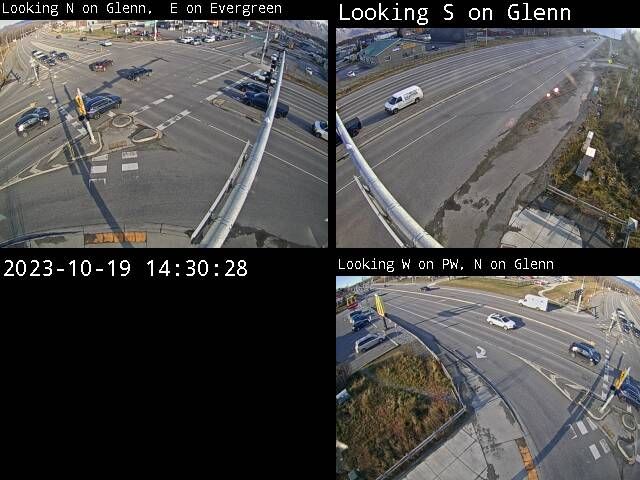 Looking N on Glenn,  E on Evergreen
Looking S on Glenn
2023-10-19 14:30:28
Looking W on PW, N on Glenn